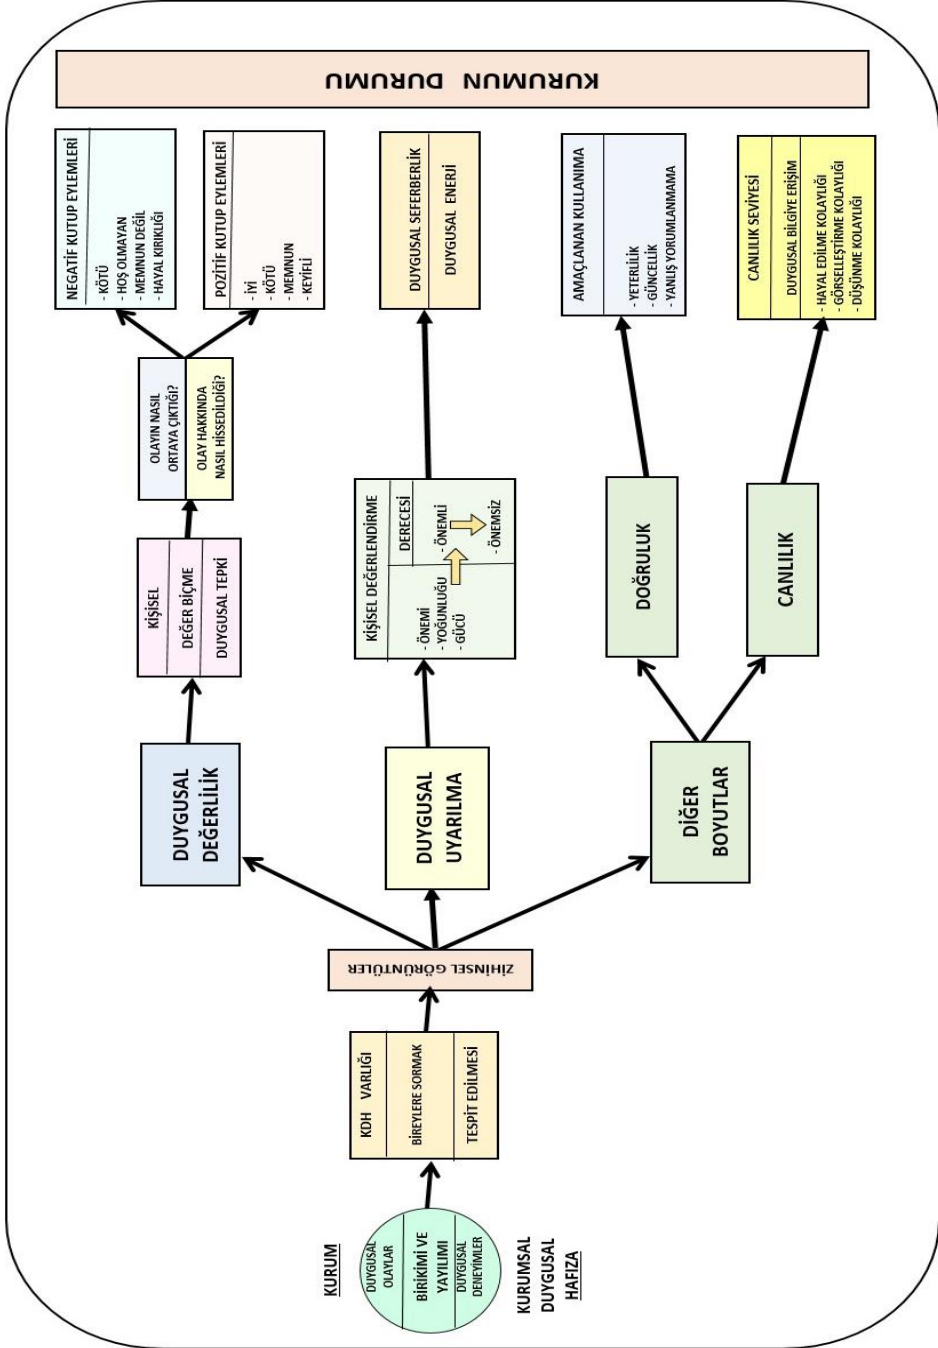 KURUM
DUYGUSAL
OLAYLAR
BİRİKİMİ VE
YAYILIMI
DUYGUSAL
DENEYİMLER
KURUMSAL
DUYGUSAL
HAFIZA
KDH VARLIĞI
BİREYLERE SORMAK
TESPİT EDİLMESİ
ZİHİNSEL GÖRÜNTÜLER
DUYGUSAL
DEĞERLİLİK
KİŞİSEL
DEĞER BİÇME
DUYGUSAL TEPKİ
OLAYIN NASIL
ORTAYA ÇIKTIĞI?
OLAY HAKKINDA
NASIL HİSSEDİLDİĞİ?
NEGATİF KUTUP EYLEMLERİ
- KÖTÜ
- HOŞ OLMAYAN
- MEMNUN DEĞİL
- HAYAL KIRIKLIĞI
POZİTİF KUTUP EYLEMLERİ
- İYİ
- KÖTÜ
- MEMNUN
- KEYİFLİ
DUYGUSAL
UYARILMA
KİŞİSEL DEĞERLENDİRME
- ÖNEMİ
- YOĞUNLUĞU
- GÜCÜ
DERECESİ
- ÖNEMLİ
- ÖNEMSİZ
DUYGUSAL SEFERBERLİK
DUYGUSAL ENERJİ
DİĞER
BOYUTLAR
DOĞRULUK
AMAÇLANAN KULLANIMA
- YETERLİLİK
- GÜNCELLİK
- YANLIŞ YORUMLANMAMA
CANLILIK
CANLILIK SEVİYESİ
DUYGUSAL BİLGİYE ERİŞİM
- HAYAL EDİLME KOLAYLIĞI
- GÖRSELLEŞTİRME KOLAYLIĞI
- DÜŞÜNME KOLAYLIĞI
KURUMUN DURUMU